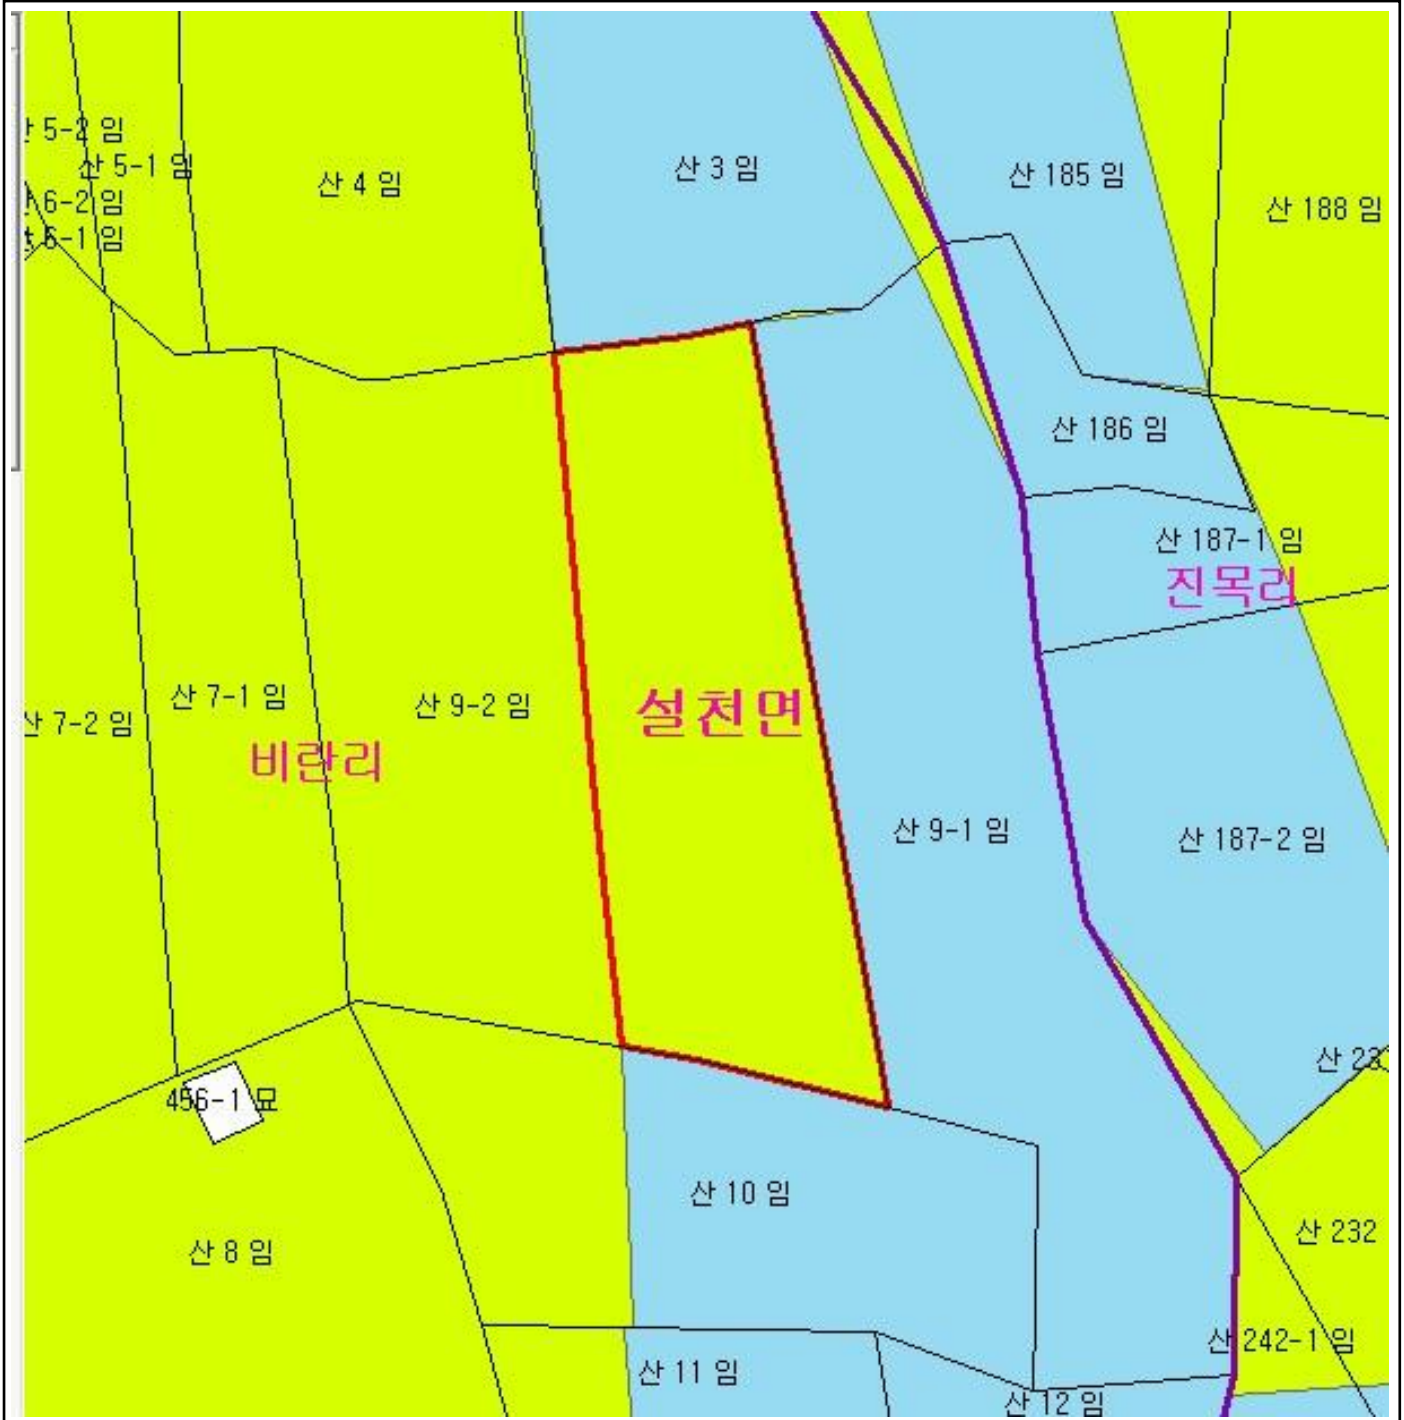 산 5-2 임
산 5-1 임
산 4 임
산 3 임
산 185 임
산 188 임
6-2 임
6-1 임
산 186 임
산 187-1 임
진목리
산 7-1 임
산 9-2 임
설천면
산 7-2 임
비란리
산 9-1 임
산 187-2 임
산 23
456-1 묘
산 10 임
산 232
산 8 임
산 242-1 임
산 11 임
산 12 임